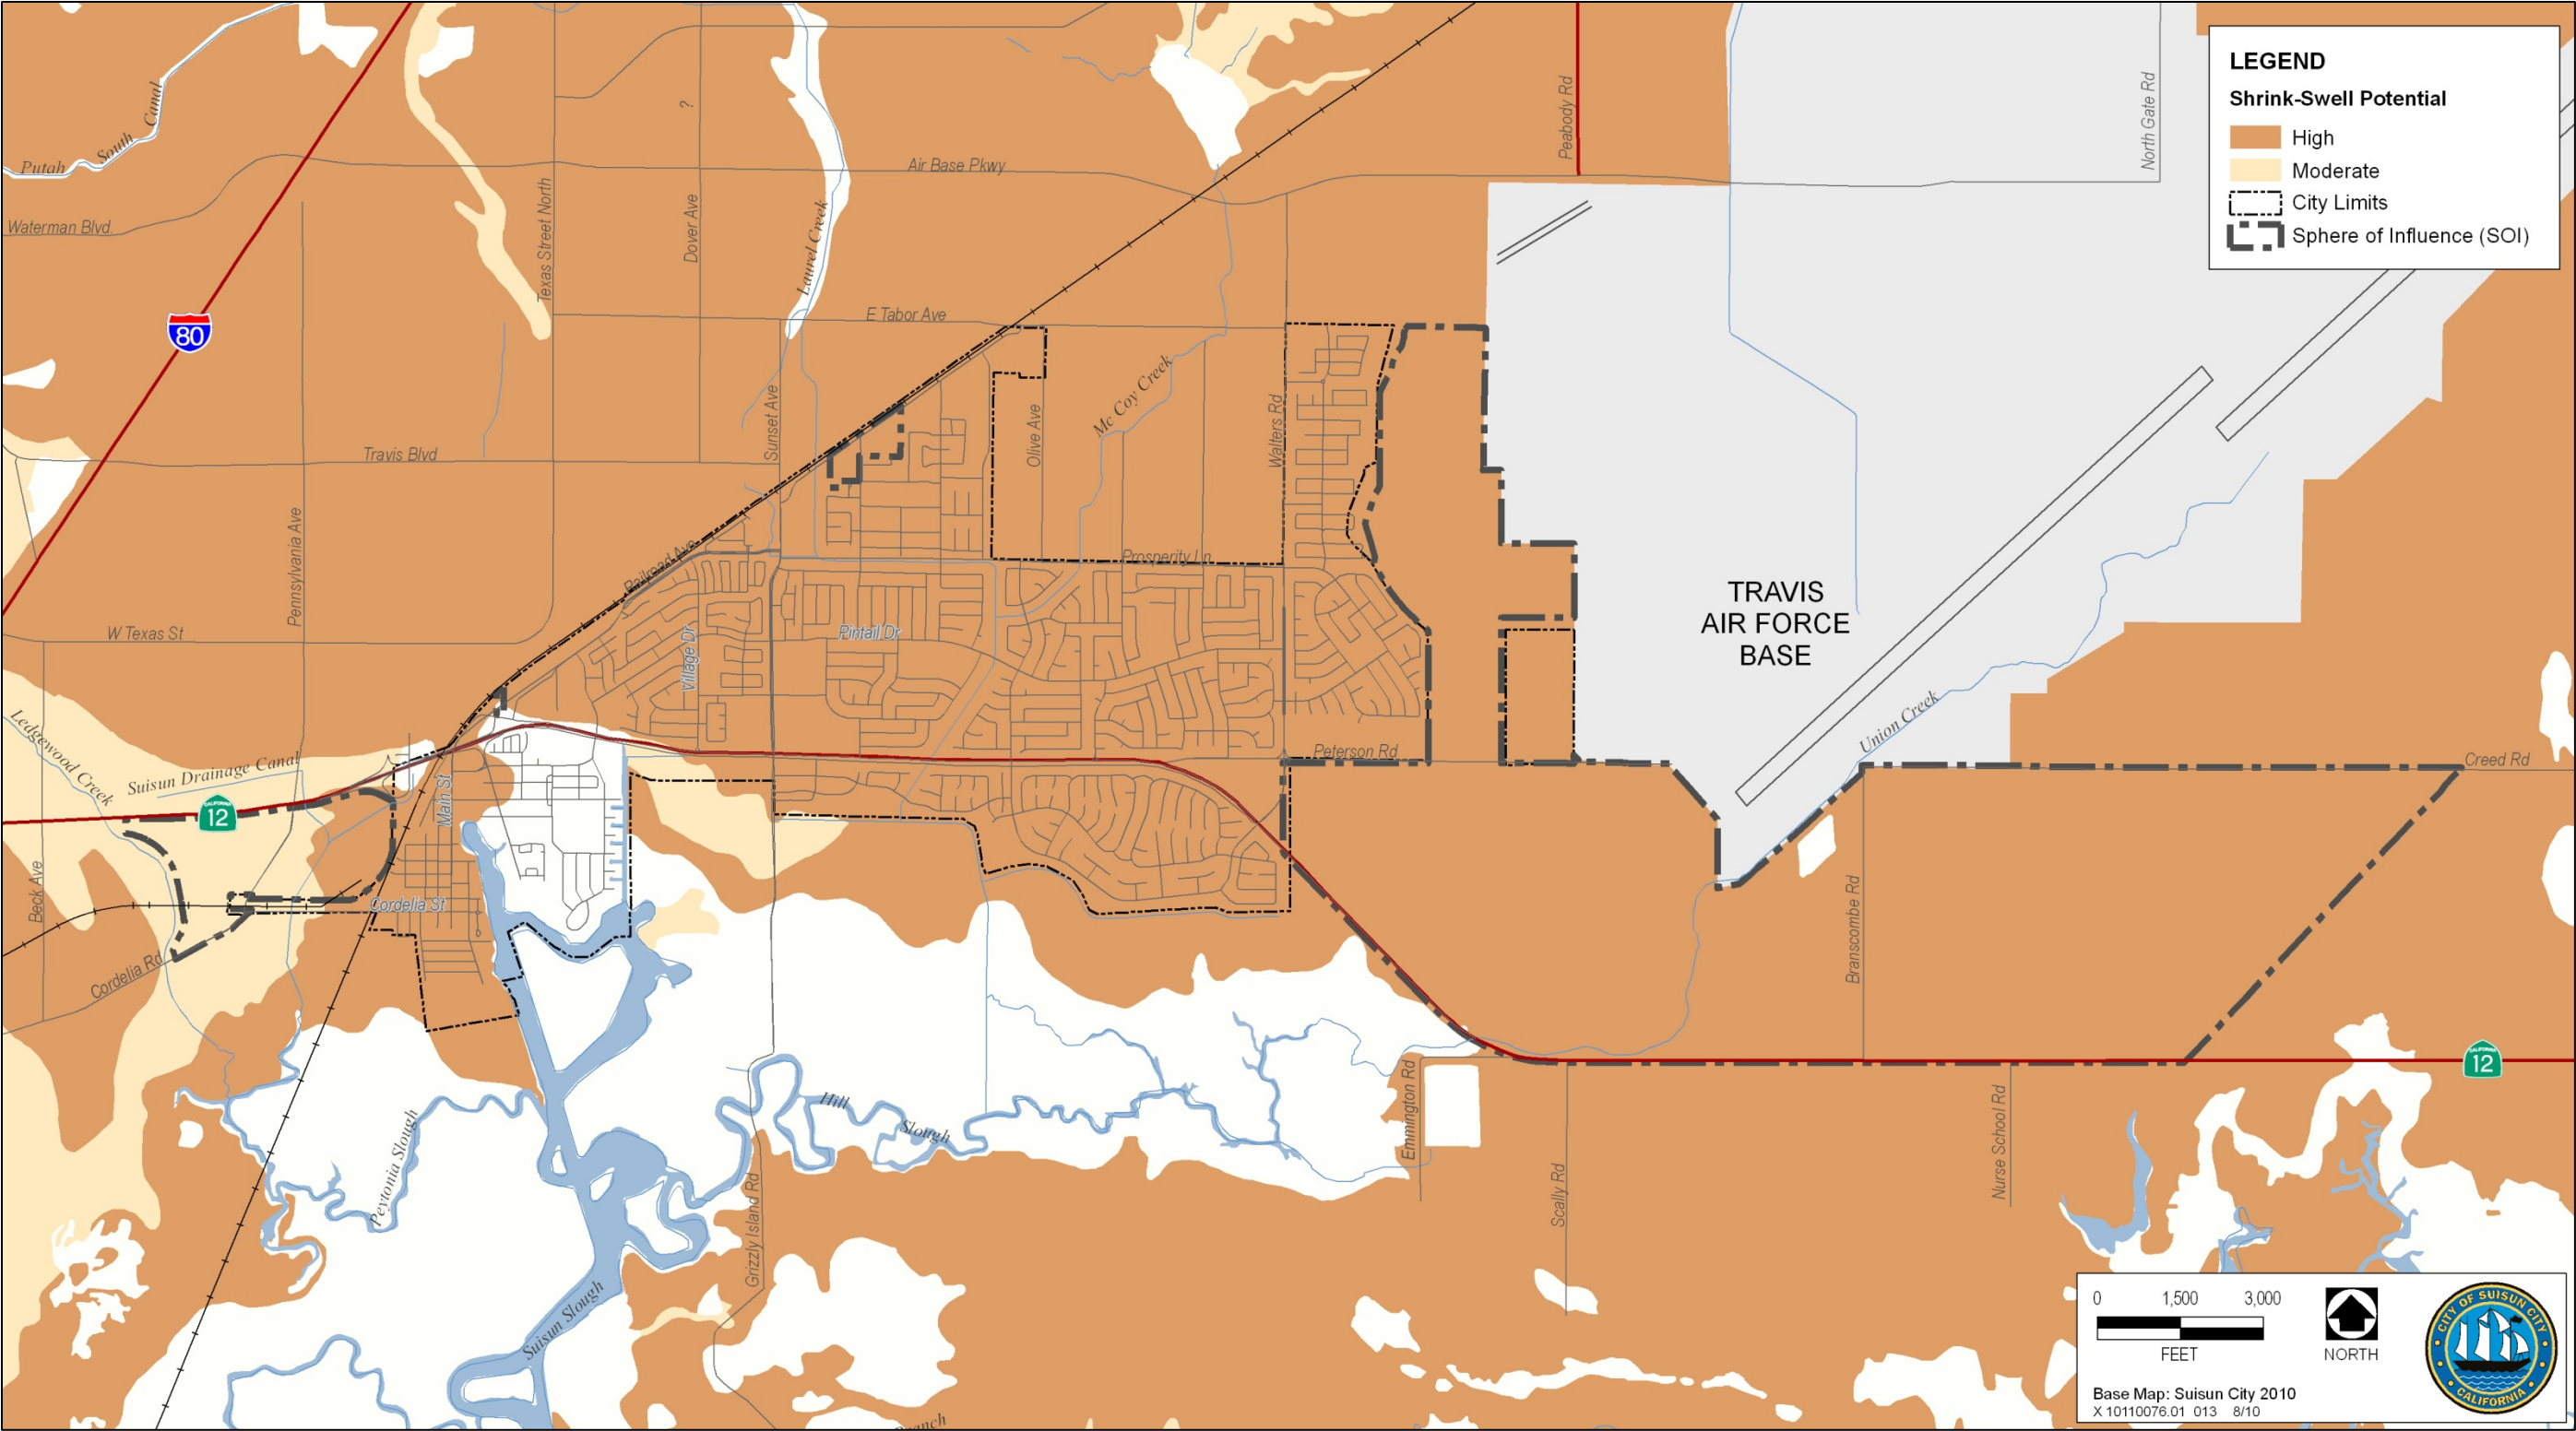 LEGEND
Shrink-Swell Potential
High
Moderate
City Limits
Sphere of Influence (SOI)
Putah South Canal
Waterman Blvd.
80
Texas Street North
?
Dover Ave
Laurel Creek
Air Base Pkwy
Peabody Rd
North Gate Rd
E Tabor Ave
Travis Blvd
Sunset Ave
Olive Ave
Mc Coy Creek
Walters Rd
Pennsylvania Ave
Railroad Ave
Prosperity Ln
W Texas St
Village Dr
Pintail Dr
TRAVIS
AIR FORCE
BASE
Union Creek
Peterson Rd
Creed Rd
Ledgewood Creek
Suisun Drainage Canal
12
Main St
Beck Ave
Cordelia St
Cordelia Rd
Branscombe Rd
CALIFORNIA
12
Hill
Slough
Emmington Rd
Scally Rd
Nurse School Rd
Peytonia Slough
Grizzly Island Rd
Suisun Slough
0 1,500 3,000
FEET
NORTH
Base Map: Suisun City 2010
X 10110076.01 013 8/10
CITY OF SUISUN CITY
CALIFORNIA